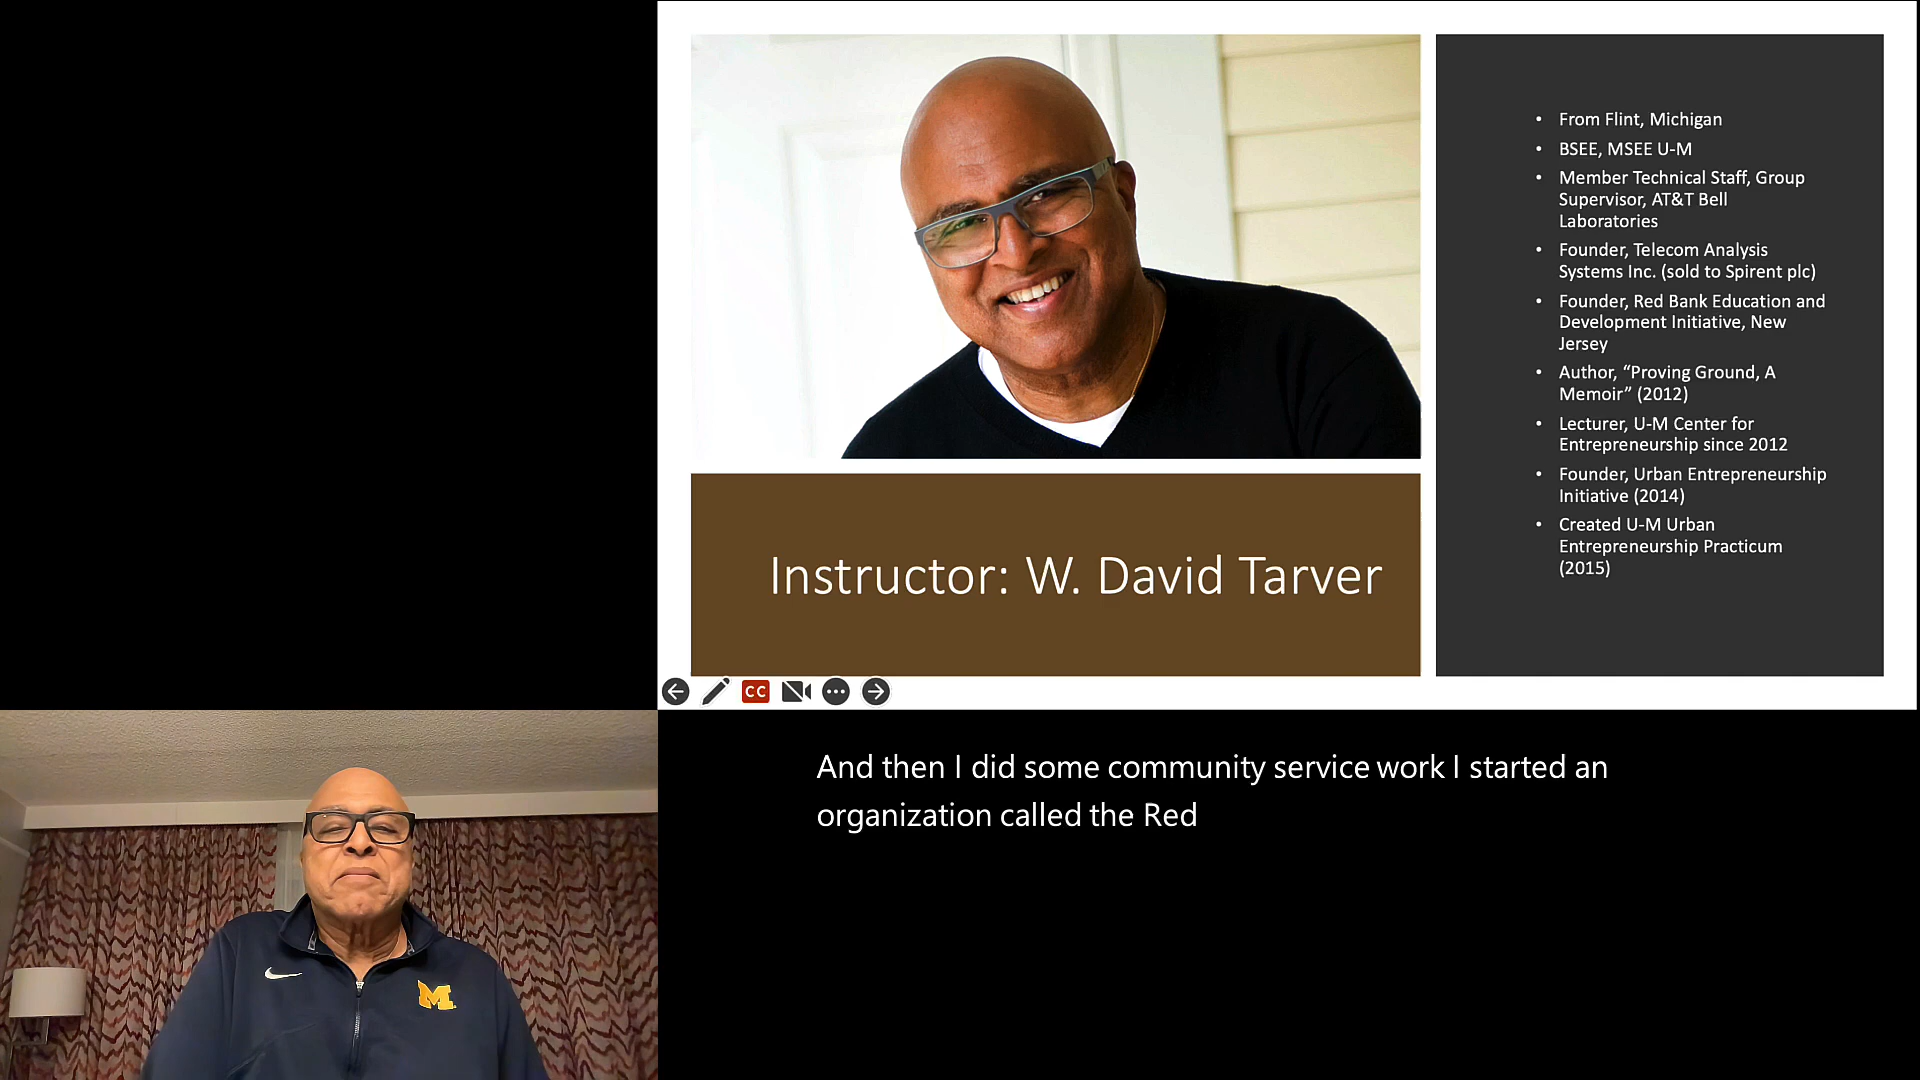 • From Flint, Michigan
• BSEE, MSEE U-M
• Member Technical Staff, Group
Supervisor, AT&T Bell
Laboratories
• Founder, Telecom Analysis
Systems Inc. (sold to Spirent plc)
• Founder, Red Bank Education and
Development Initiative, New
Jersey
• Author, “Proving Ground, A
Memoir” (2012)
• Lecturer, U-M Center for
Entrepreneurship since 2012
• Founder, Urban Entrepreneurship
Initiative (2014)
• Created U-M Urban
Entrepreneurship Practicum
(2015)
Instructor: W. David Tarver
CC
And then I did some community service work I started an
organization called the Red
M